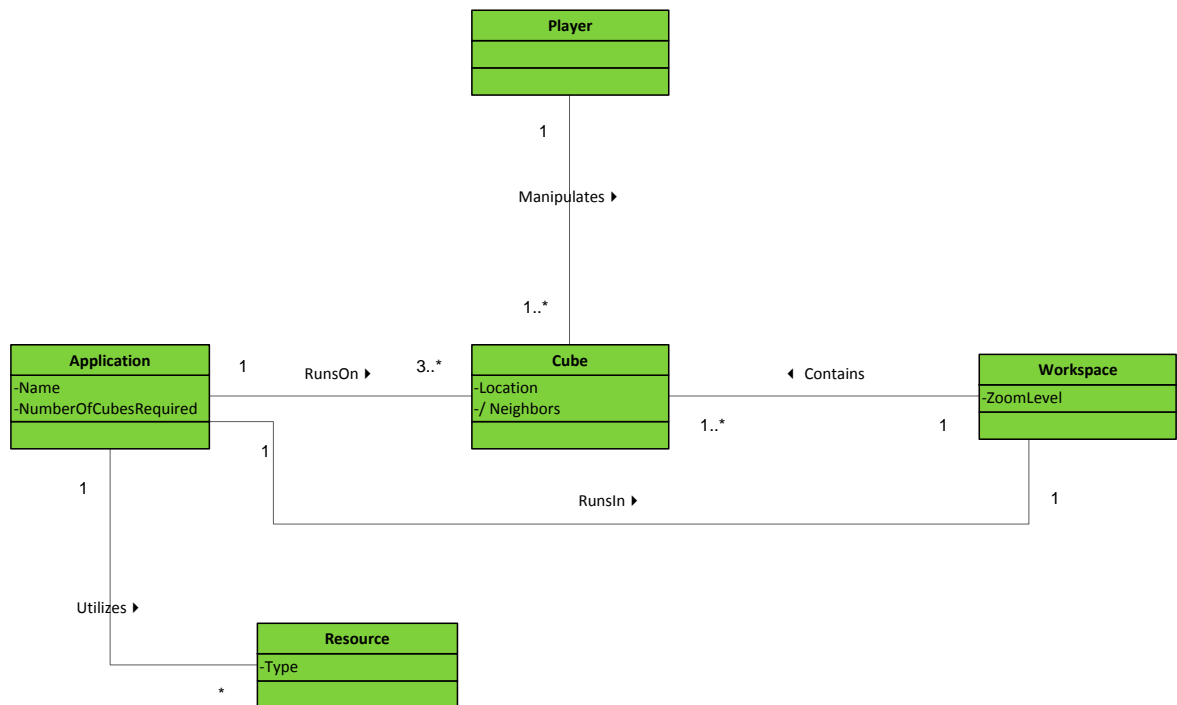 Player
1
Manipulates ▶
1..*
Application
-Name
-NumberOfCubesRequired
1
RunsOn ▶
3..*
Cube
-Location
-/ Neighbors
◀ Contains
1..*
1
Workspace
-ZoomLevel
1
1
RunsIn ▶
1
Utilizes ▶
Resource
-Type
*